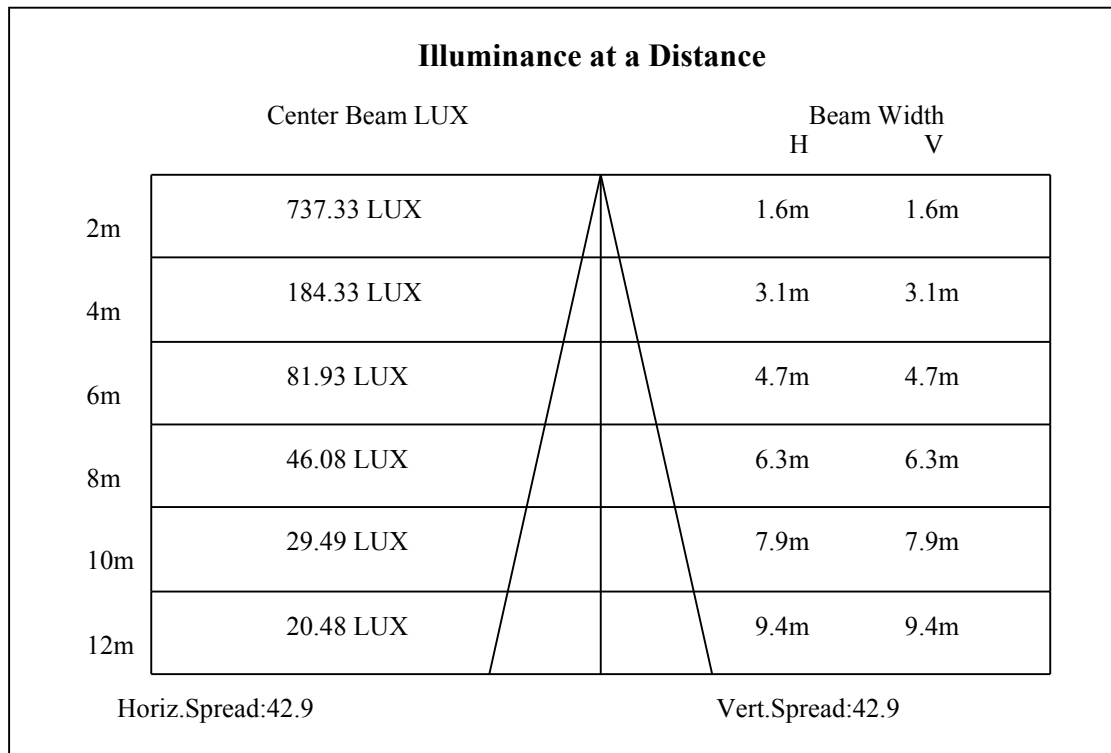 Illuminance at a Distance
Center Beam LUX Beam Width
H V
2m 737.33 LUX 1.6m 1.6m
4m 184.33 LUX 3.1m 3.1m
6m 81.93 LUX 4.7m 4.7m
8m 46.08 LUX 6.3m 6.3m
10m 29.49 LUX 7.9m 7.9m
12m 20.48 LUX 9.4m 9.4m
Horiz.Spread:42.9 Vert.Spread:42.9